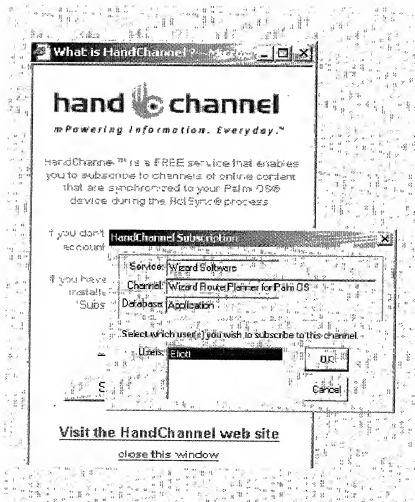 What is HandChannel ?
hand channel
mPowering Information. Everyday.™
HandChannel™ is a FREE service that enables
you to subscribe to channels of online content
that are synchronized to your Palm OS®
device during the HotSync® process
If you don't
account
If you have
installe
'Subs
HandChannel Subscription
Service: Wizard Software
Channel: Wizard Route Planner for Palm OS
Database: Application
Select which user(s) you wish to subscribe to this channel.
Users: Elliott
OK
Cancel
S
Visit the HandChannel web site
close this window